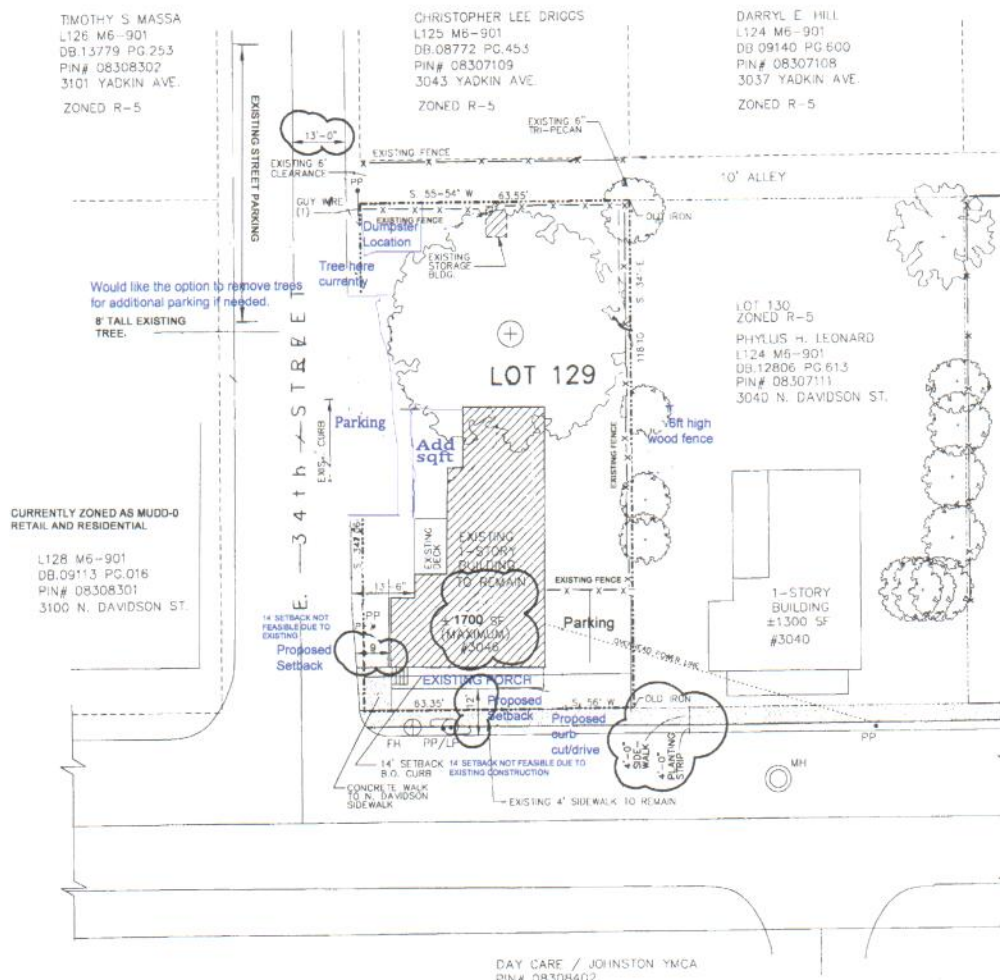 TIMOTHY S MASSA
L126 M6-901
DB.13779 PG.253
PIN# 08308302
3101 YADKIN AVE.
ZONED R-5
CHRISTOPHER LEE DRIGGS
L125 M6-901
DB.08772 PG.453
PIN# 08307109
3043 YADKIN AVE.
ZONED R-5
DARRYL E. HILL
L124 M6-901
DB 09140 PG.600
PIN# 08307108
3037 YADKIN AVE.
ZONED R-5
EXISTING STREET PARKING
13'-0"
EXISTING 6"
TRI-PECAN
EXISTING FENCE
EXISTING 6'
CLEARANCE
PP
10' ALLEY
S. 55-54' W
63.55'
GUY WIRE
(1)
EXISTING FENCE
OLD IRON
Dumpster
Location
EXISTING
STORAGE
BLDG.
Tree here
currently
Would like the option to remove trees
for additional parking if needed.
8' TALL EXISTING
TREE.
S. 34' E
118.10
LOT 130
ZONED R-5
PHYLLIS H. LEONARD
L124 M6-901
DB.12806 PG.613
PIN# 08307111
3040 N. DAVIDSON ST.
LOT 129
E. 34th STREET
Parking
Add
sqft
EXIS. CURB
6ft high
wood fence
EXISTING FENCE
CURRENTLY ZONED AS MUDD-0
RETAIL AND RESIDENTIAL
L128 M6-901
DB.09113 PG.016
PIN# 08308301
3100 N. DAVIDSON ST.
EXISTING
DECK
EXISTING
1-STORY
BUILDING
TO REMAIN
±1700 SF
(MAXIMUM)
#3046
13'-6"
EXISTING FENCE
1-STORY
BUILDING
±1300 SF
#3040
14 SETBACK NOT
FEASIBLE DUE TO
EXISTING
PP
Proposed
Setback
Parking
OVERHEAD POWER LINE
EXISTING PORCH
63.35'
12'
Proposed
Setback
S. 56' W
OLD IRON
Proposed
curb
cut/drive
FH
PP/LP
4'-0"
SIDE-
WALK
4'-0"
PLANTING
STRIP
PP
14' SETBACK
B.O. CURB
14 SETBACK NOT FEASIBLE DUE TO
EXISTING CONSTRUCTION
MH
CONCRETE WALK
TO N. DAVIDSON
SIDEWALK
EXISTING 4' SIDEWALK TO REMAIN
DAY CARE / JOHNSTON YMCA
PIN# 08308402